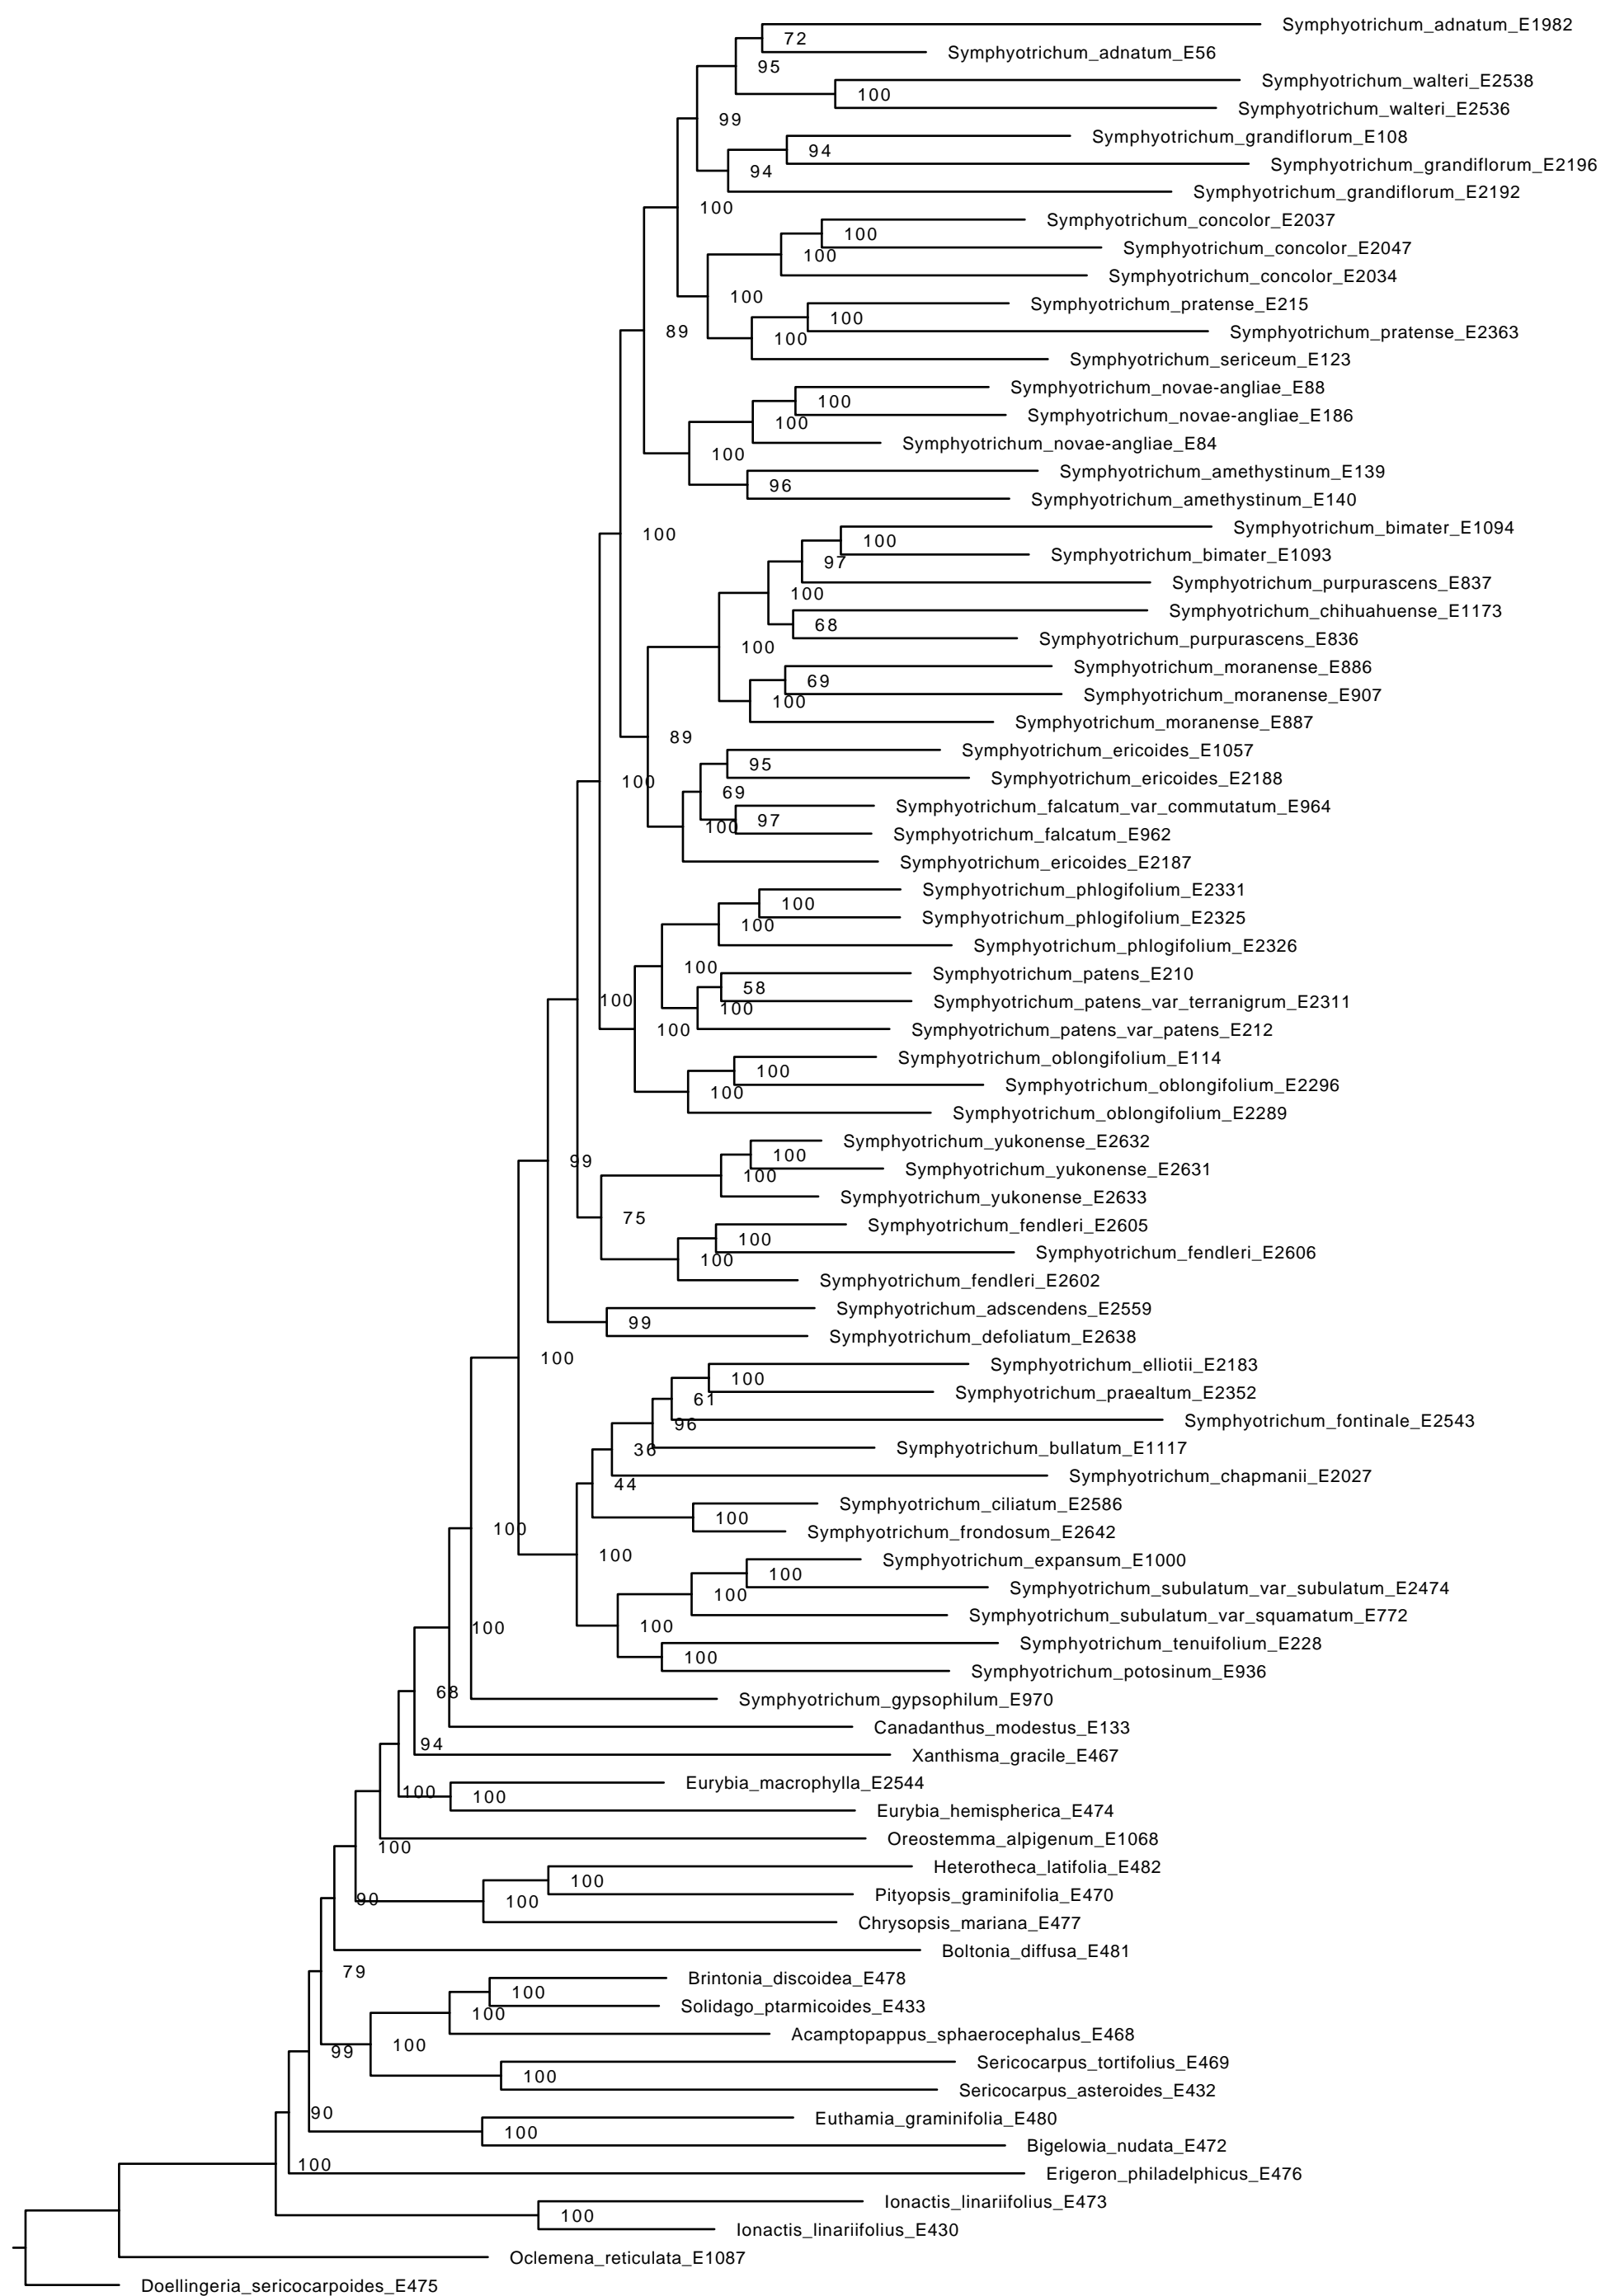 Symphyotrichum_adnatum_E1982
72
Symphyotrichum_adnatum_E56
95
Symphyotrichum_walteri_E2538
100
Symphyotrichum_walteri_E2536
99
Symphyotrichum_grandiflorum_E108
94
Symphyotrichum_grandiflorum_E2196
94
Symphyotrichum_grandiflorum_E2192
100
Symphyotrichum_concolor_E2037
100
Symphyotrichum_concolor_E2047
100
Symphyotrichum_concolor_E2034
100
Symphyotrichum_pratense_E215
100
Symphyotrichum_pratense_E2363
89
100
Symphyotrichum_sericeum_E123
Symphyotrichum_novae-angliae_E88
100
Symphyotrichum_novae-angliae_E186
100
Symphyotrichum_novae-angliae_E84
100
Symphyotrichum_amethystinum_E139
96
Symphyotrichum_amethystinum_E140
Symphyotrichum_bimater_E1094
100
100
Symphyotrichum_bimater_E1093
97
Symphyotrichum_purpurascens_E837
100
Symphyotrichum_chihuahuense_E1173
68
Symphyotrichum_purpurascens_E836
100
Symphyotrichum_moranense_E886
69
Symphyotrichum_moranense_E907
100
Symphyotrichum_moranense_E887
89
Symphyotrichum_ericoides_E1057
95
Symphyotrichum_ericoides_E2188
100
69
Symphyotrichum_falcatum_var_commutatum_E964
97
100
Symphyotrichum_falcatum_E962
Symphyotrichum_ericoides_E2187
Symphyotrichum_phlogifolium_E2331
100
Symphyotrichum_phlogifolium_E2325
100
Symphyotrichum_phlogifolium_E2326
100
Symphyotrichum_patens_E210
58
100
Symphyotrichum_patens_var_terranigrum_E2311
100
100
Symphyotrichum_patens_var_patens_E212
Symphyotrichum_oblongifolium_E114
100
Symphyotrichum_oblongifolium_E2296
100
Symphyotrichum_oblongifolium_E2289
Symphyotrichum_yukonense_E2632
100
99
Symphyotrichum_yukonense_E2631
100
Symphyotrichum_yukonense_E2633
75
Symphyotrichum_fendleri_E2605
100
Symphyotrichum_fendleri_E2606
100
Symphyotrichum_fendleri_E2602
Symphyotrichum_adscendens_E2559
99
Symphyotrichum_defoliatum_E2638
100
Symphyotrichum_elliotii_E2183
100
Symphyotrichum_praealtum_E2352
61
Symphyotrichum_fontinale_E2543
96
Symphyotrichum_bullatum_E1117
36
Symphyotrichum_chapmanii_E2027
44
Symphyotrichum_ciliatum_E2586
100
100
Symphyotrichum_frondosum_E2642
100
Symphyotrichum_expansum_E1000
100
Symphyotrichum_subulatum_var_subulatum_E2474
100
Symphyotrichum_subulatum_var_squamatum_E772
100
100
Symphyotrichum_tenuifolium_E228
100
Symphyotrichum_potosinum_E936
68
Symphyotrichum_gypsophilum_E970
Canadanthus_modestus_E133
94
Xanthisma_gracile_E467
Eurybia_macrophylla_E2544
100
100
Eurybia_hemispherica_E474
Oreostemma_alpigenum_E1068
100
Heterotheca_latifolia_E482
100
Pityopsis_graminifolia_E470
90
100
Chrysopsis_mariana_E477
Boltonia_diffusa_E481
79
Brintonia_discoidea_E478
100
Solidago_ptarmicoides_E433
100
Acamptopappus_sphaerocephalus_E468
100
99
Sericocarpus_tortifolius_E469
100
Sericocarpus_asteroides_E432
90
Euthamia_graminifolia_E480
100
Bigelowia_nudata_E472
100
Erigeron_philadelphicus_E476
Ionactis_linariifolius_E473
100
Ionactis_linariifolius_E430
Oclemena_reticulata_E1087
Doellingeria_sericocarpoides_E475